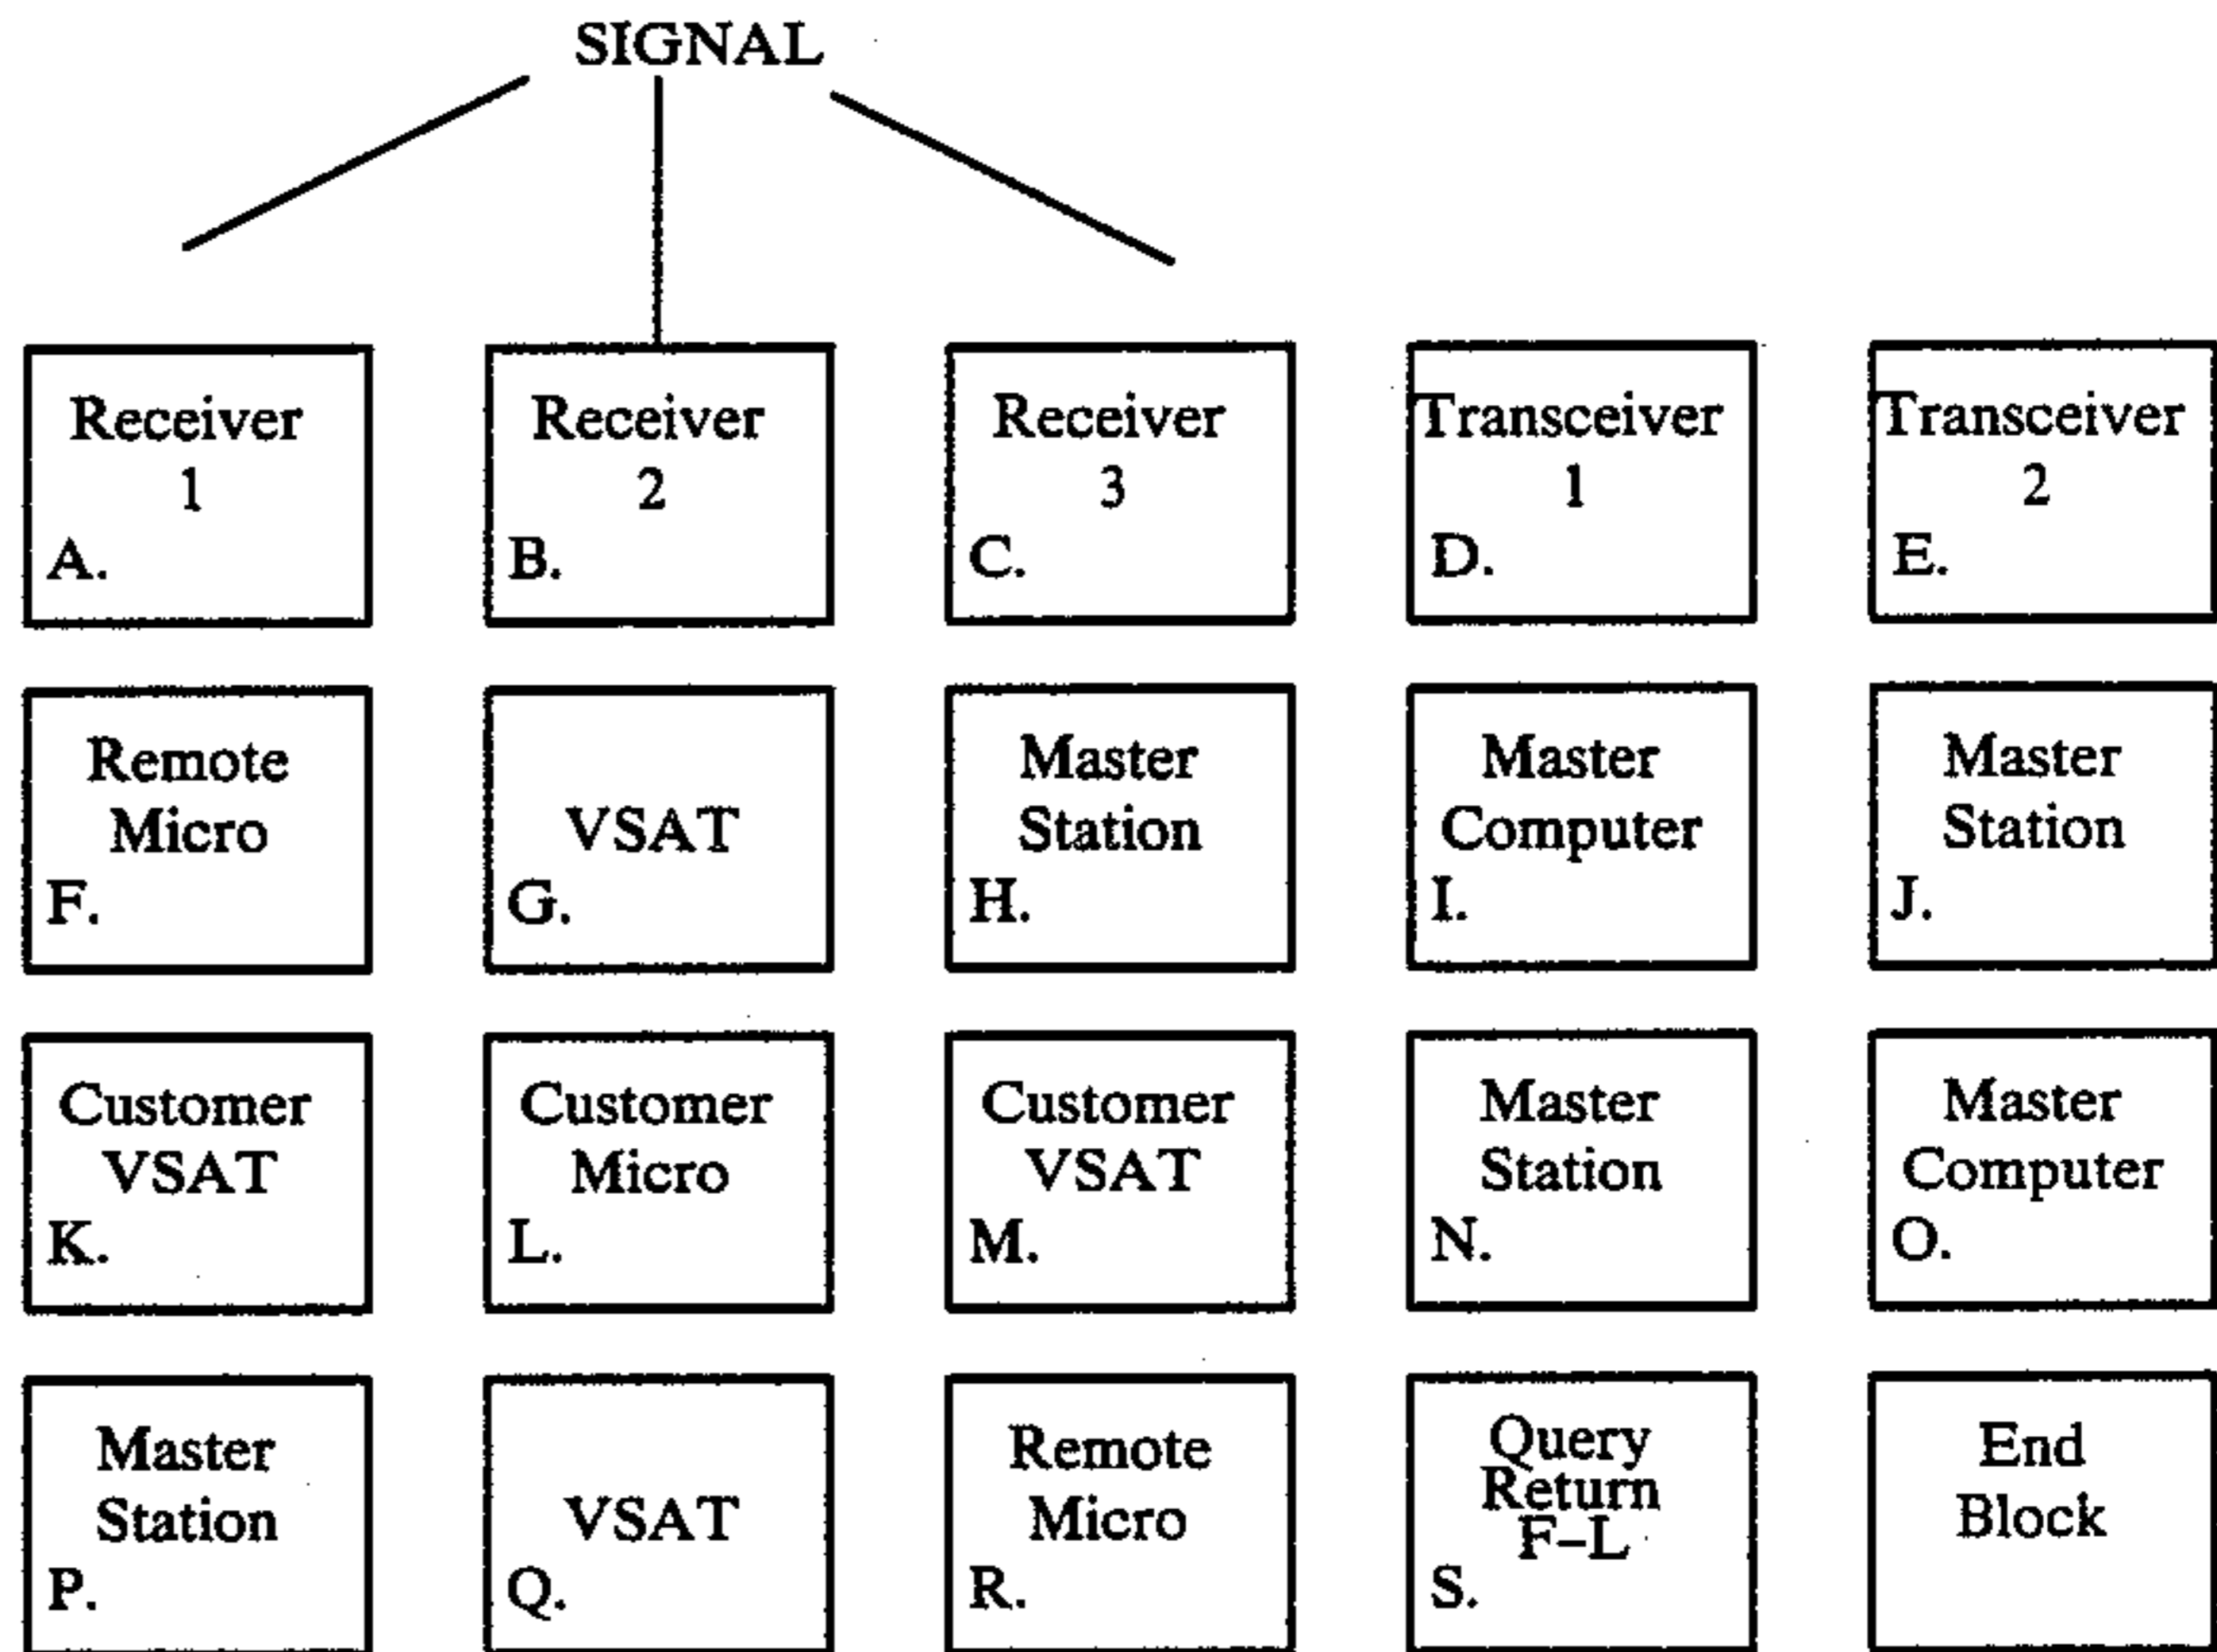 SIGNAL
Receiver
1
A.
Receiver
2
B.
Receiver
3
C.
Transceiver
1
D.
Transceiver
2
E.
Remote
Micro
F.
VSAT
G.
Master
Station
H.
Master
Computer
I.
Master
Station
J.
Customer
VSAT
K.
Customer
Micro
L.
Customer
VSAT
M.
Master
Station
N.
Master
Computer
O.
Master
Station
P.
VSAT
Q.
Remote
Micro
R.
Query
Return
F-L
S.
End
Block